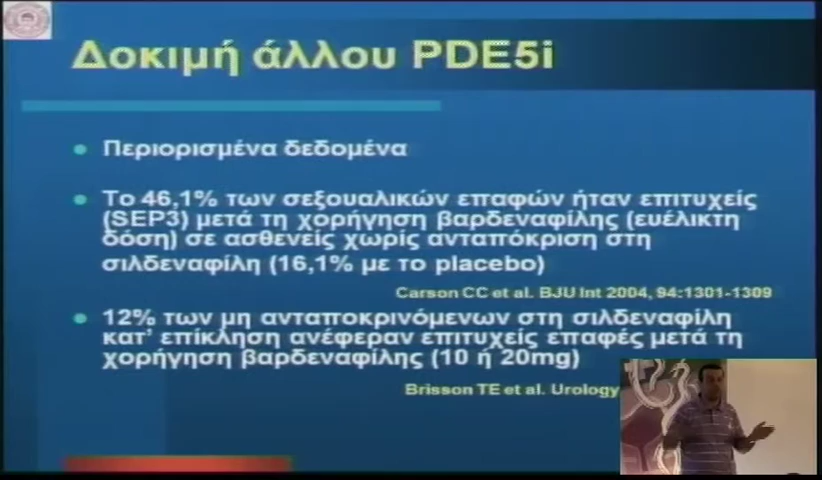 Δοκιμή άλλου PDE5i
Περιορισμένα δεδομένα
Το 46,1% των σεξουαλικών επαφών ήταν επιτυχείς
(SEP3) μετά τη χορήγηση βαρδεναφίλης (ευέλικτη
δόση) σε ασθενείς χωρίς ανταπόκριση στη
σιλδεναφίλη (16,1% με το placebo)
Carson CC et al. BJU Int 2004, 94:1301-1309
12% των μη ανταποκρινόμενων στη σιλδεναφίλη
κατ' επίκληση ανέφεραν επιτυχείς επαφές μετά τη
χορήγηση βαρδεναφίλης (10 ή 20mg)
Brisson TE et al. Urology